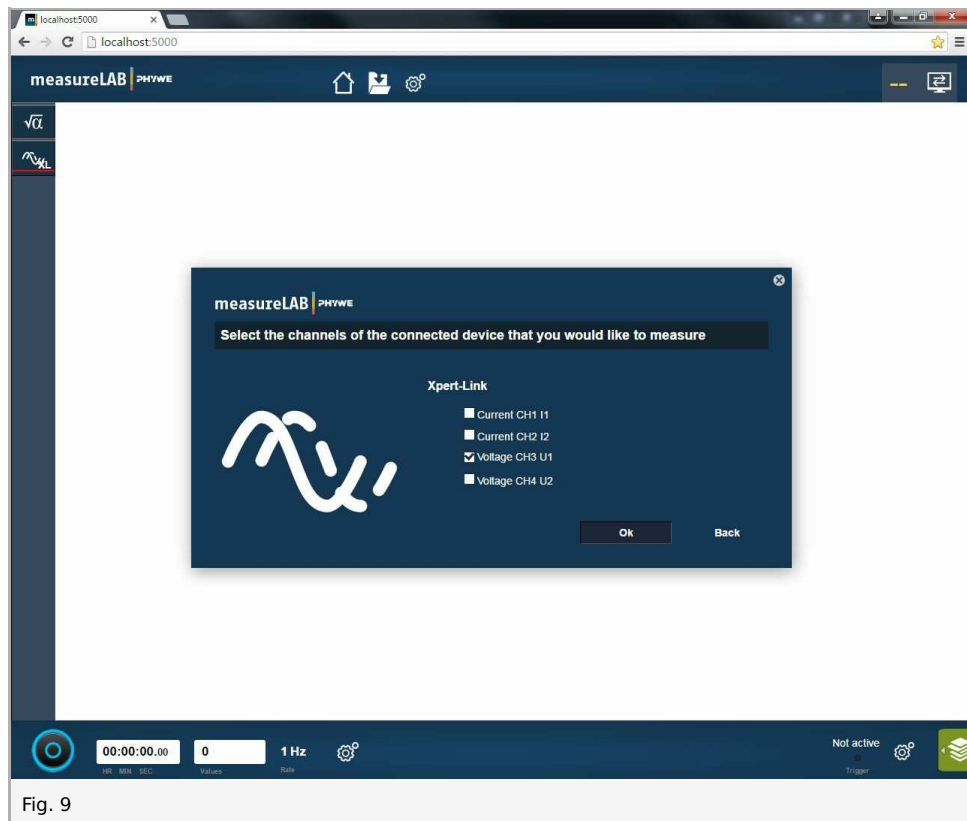 localhost:5000
localhost:5000
measureLAB PHYWE
--
√α
XL
measureLAB PHYWE
Select the channels of the connected device that you would like to measure
Xpert-Link
Current CH1 I1
Current CH2 I2
Voltage CH3 U1
Voltage CH4 U2
Ok Back
00:00:00.00 0 1 Hz Not active
HR MIN SEC Values Rate Trigger
Fig. 9